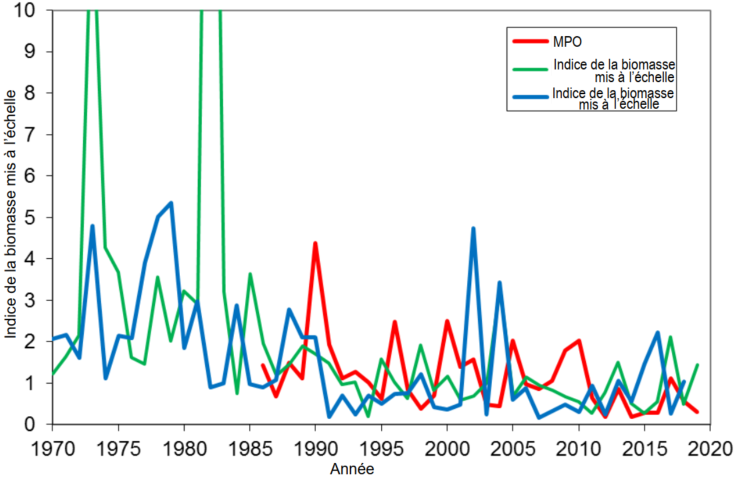 10
9
8
7
6
5
4
3
2
1
0
Indice de la biomasse mis à l'échelle
MPO
Indice de la biomasse
mis à l'échelle
Indice de la biomasse
mis à l'échelle
1970 1975 1980 1985 1990 1995 2000 2005 2010 2015 2020
Année